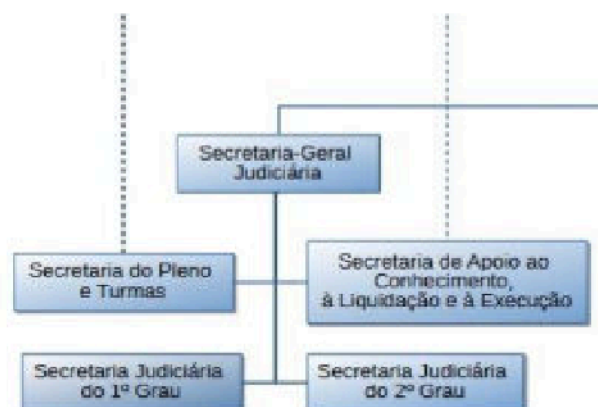 Secretaria-Geral
Judiciária
Secretaria do Pleno
e Turmas
Secretaria de Apoio ao
Conhecimento,
à Liquidação e à Execução
Secretaria Judiciária
do 1º Grau
Secretaria Judiciária
do 2º Grau